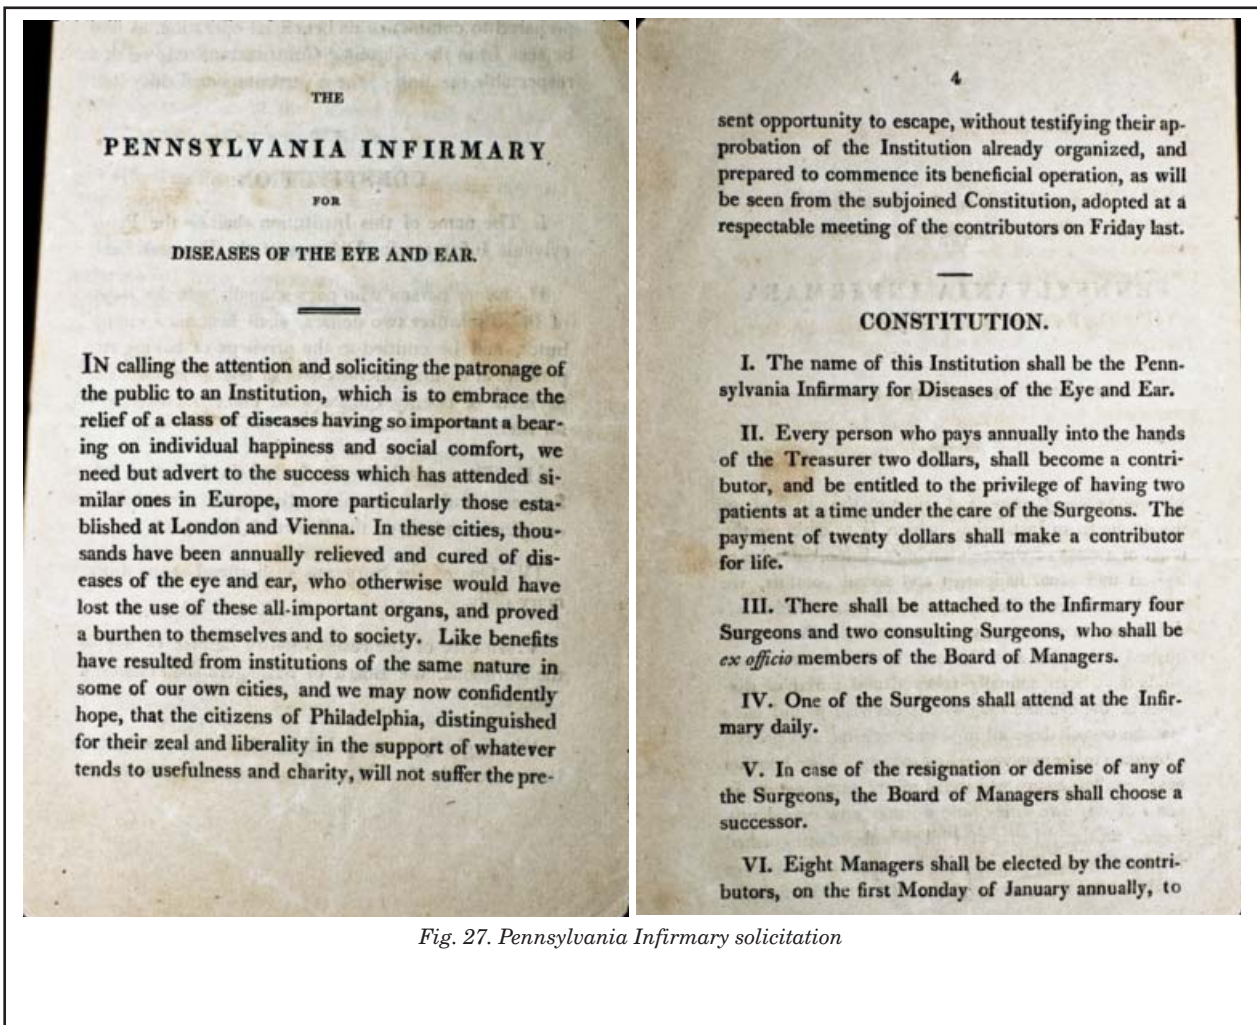 THE
PENNSYLVANIA INFIRMARY
FOR
DISEASES OF THE EYE AND EAR.
IN calling the attention and soliciting the patronage of
the public to an Institution, which is to embrace the
relief of a class of diseases having so important a bear-
ing on individual happiness and social comfort, we
need but advert to the success which has attended si-
milar ones in Europe, more particularly those esta-
blished at London and Vienna. In these cities, thou-
sands have been annually relieved and cured of dis-
eases of the eye and ear, who otherwise would have
lost the use of these all-important organs, and proved
a burthen to themselves and to society. Like benefits
have resulted from institutions of the same nature in
some of our own cities, and we may now confidently
hope, that the citizens of Philadelphia, distinguished
for their zeal and liberality in the support of whatever
tends to usefulness and charity, will not suffer the pre-
4
sent opportunity to escape, without testifying their ap-
probation of the Institution already organized, and
prepared to commence its beneficial operation, as will
be seen from the subjoined Constitution, adopted at a
respectable meeting of the contributors on Friday last.
CONSTITUTION.
I. The name of this Institution shall be the Penn-
sylvania Infirmary for Diseases of the Eye and Ear.
II. Every person who pays annually into the hands
of the Treasurer two dollars, shall become a contri-
butor, and be entitled to the privilege of having two
patients at a time under the care of the Surgeons. The
payment of twenty dollars shall make a contributor
for life.
III. There shall be attached to the Infirmary four
Surgeons and two consulting Surgeons, who shall be
ex officio members of the Board of Managers.
IV. One of the Surgeons shall attend at the Infir-
mary daily.
V. In case of the resignation or demise of any of
the Surgeons, the Board of Managers shall choose a
successor.
VI. Eight Managers shall be elected by the contri-
butors, on the first Monday of January annually, to
Fig. 27. Pennsylvania Infirmary solicitation